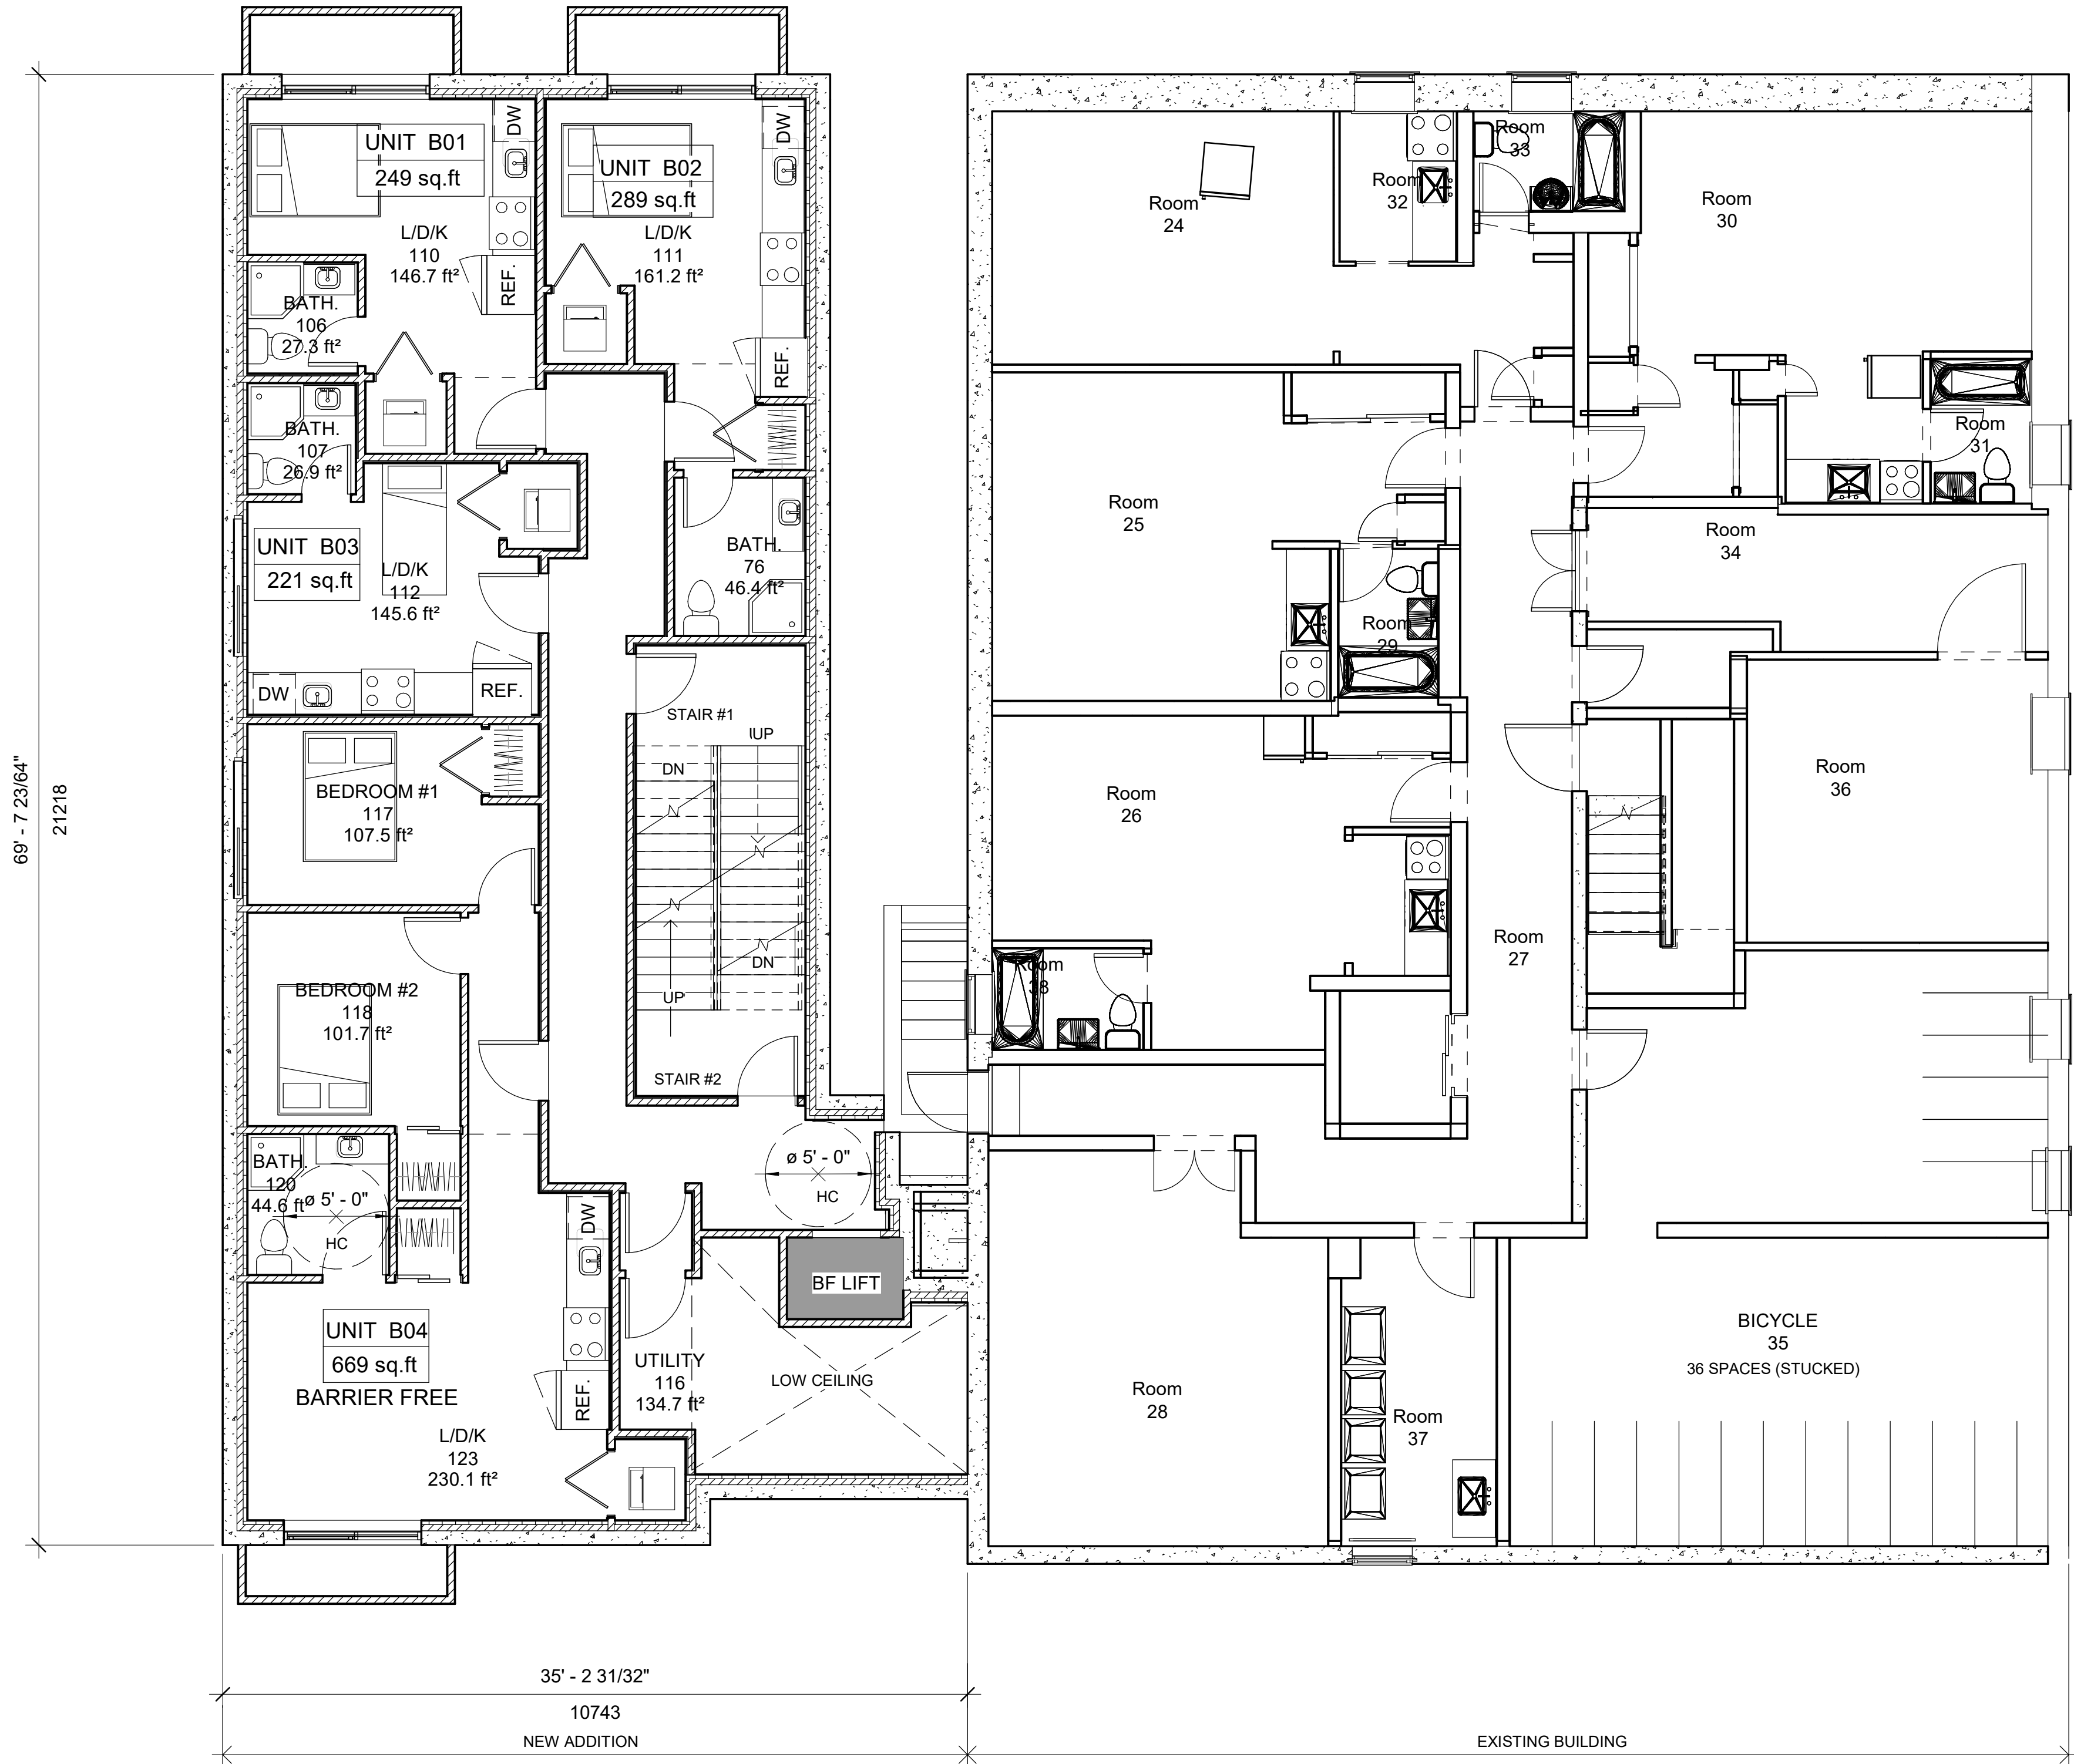 UNIT B01
249 sq.ft
DW
L/D/K
110
146.7 ft²
REF.
BATH.
106
27.3 ft²
UNIT B02
289 sq.ft
DW
L/D/K
111
161.2 ft²
REF.
BATH.
107
26.9 ft²
UNIT B03
221 sq.ft
L/D/K
112
145.6 ft²
DW
REF.
BATH.
76
46.4 ft²
STAIR #1
UP
DN
DN
UP
STAIR #2
BEDROOM #1
117
107.5 ft²
BEDROOM #2
118
101.7 ft²
BATH.
120
44.6 ft²
ø 5' - 0"
HC
ø 5' - 0"
HC
DW
BF LIFT
UNIT B04
669 sq.ft
BARRIER FREE
REF.
L/D/K
123
230.1 ft²
UTILITY
116
134.7 ft²
LOW CEILING
Room
24
Room
32
Room
33
Room
30
Room
31
Room
25
Room
29
Room
34
Room
26
Room
36
Room
27
Room
Room
28
Room
37
BICYCLE
35
36 SPACES (STUCKED)
69' - 7 23/64"
21218
35' - 2 31/32"
10743
NEW ADDITION
EXISTING BUILDING